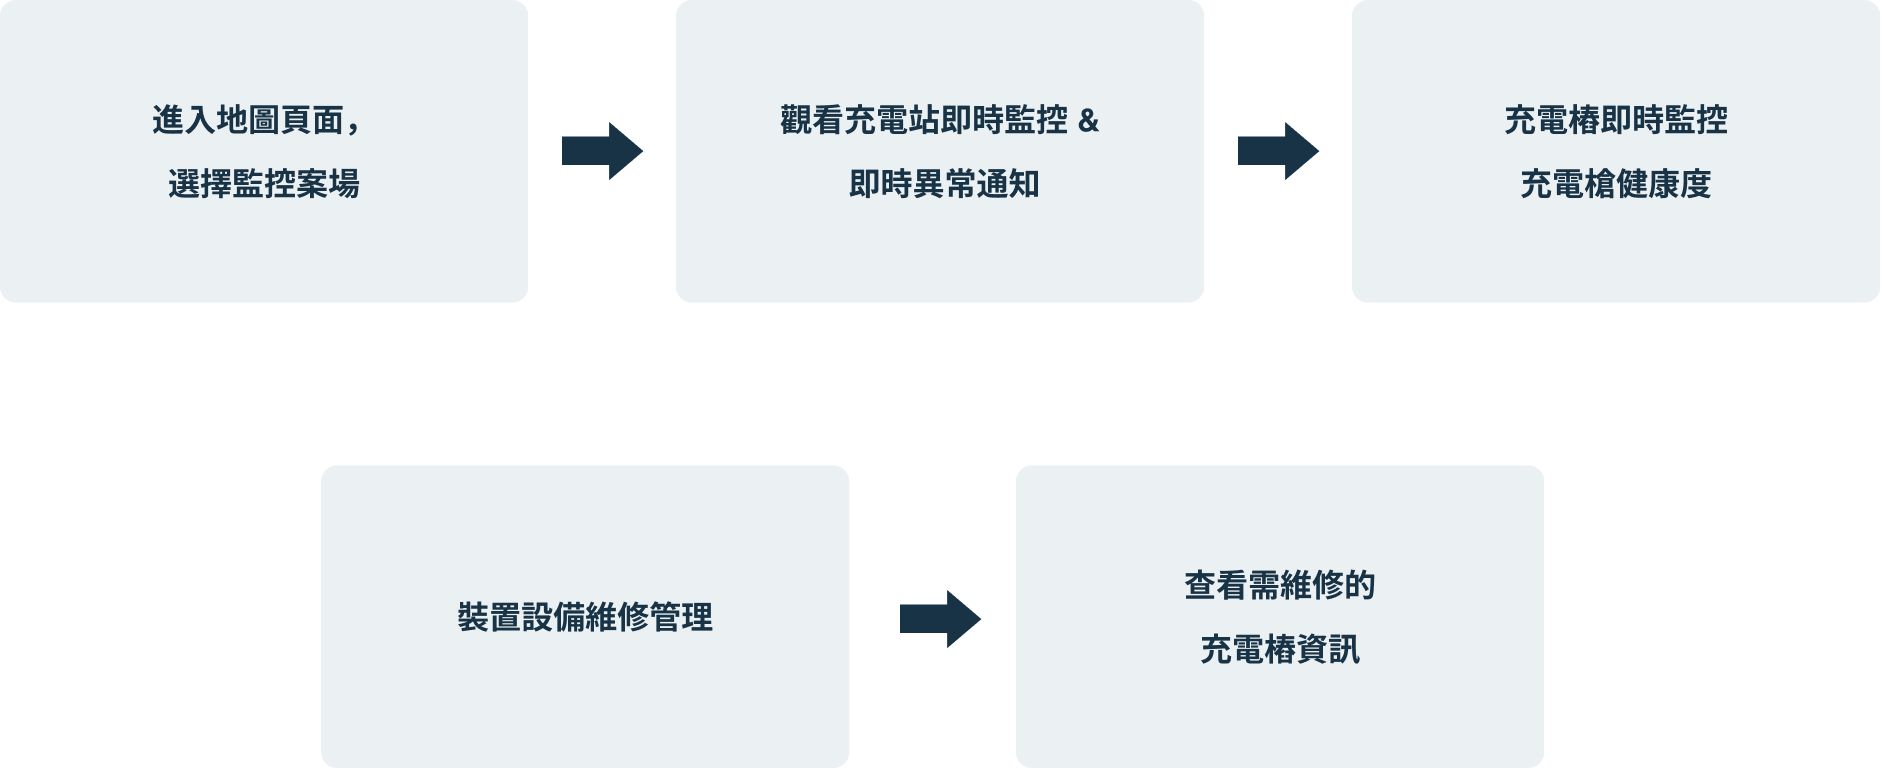 進入地圖頁面，
選擇監控案場
觀看充電站即時監控 &
即時異常通知
充電樁即時監控
充電槍健康度
裝置設備維修管理
查看需維修的
充電樁資訊